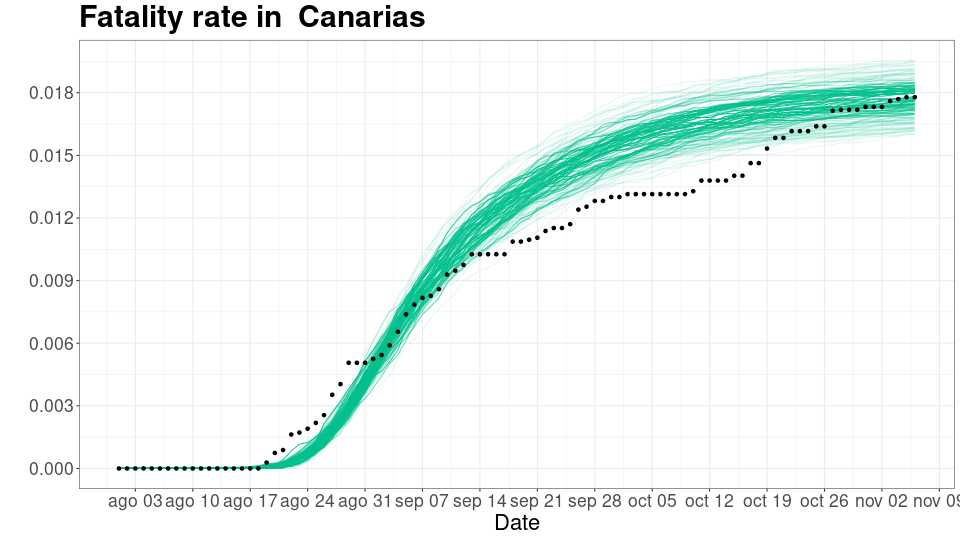 Fatality rate in  Canarias
0.018
0.015
0.012
0.009
0.006
0.003
0.000
ago 03 ago 10 ago 17 ago 24 ago 31 sep 07 sep 14 sep 21 sep 28 oct 05 oct 12 oct 19 oct 26 nov 02 nov 09
Date